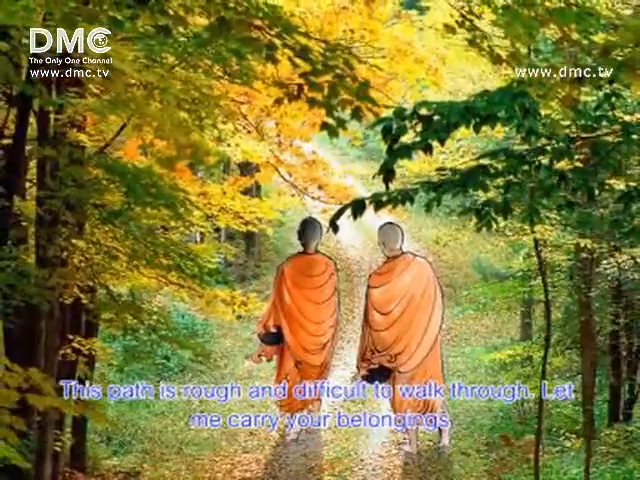 DMC
The Only One Channel
www.dmc.tv
www.dmc.tv
This path is rough and difficult to walk through. Let
me carry your belongings.